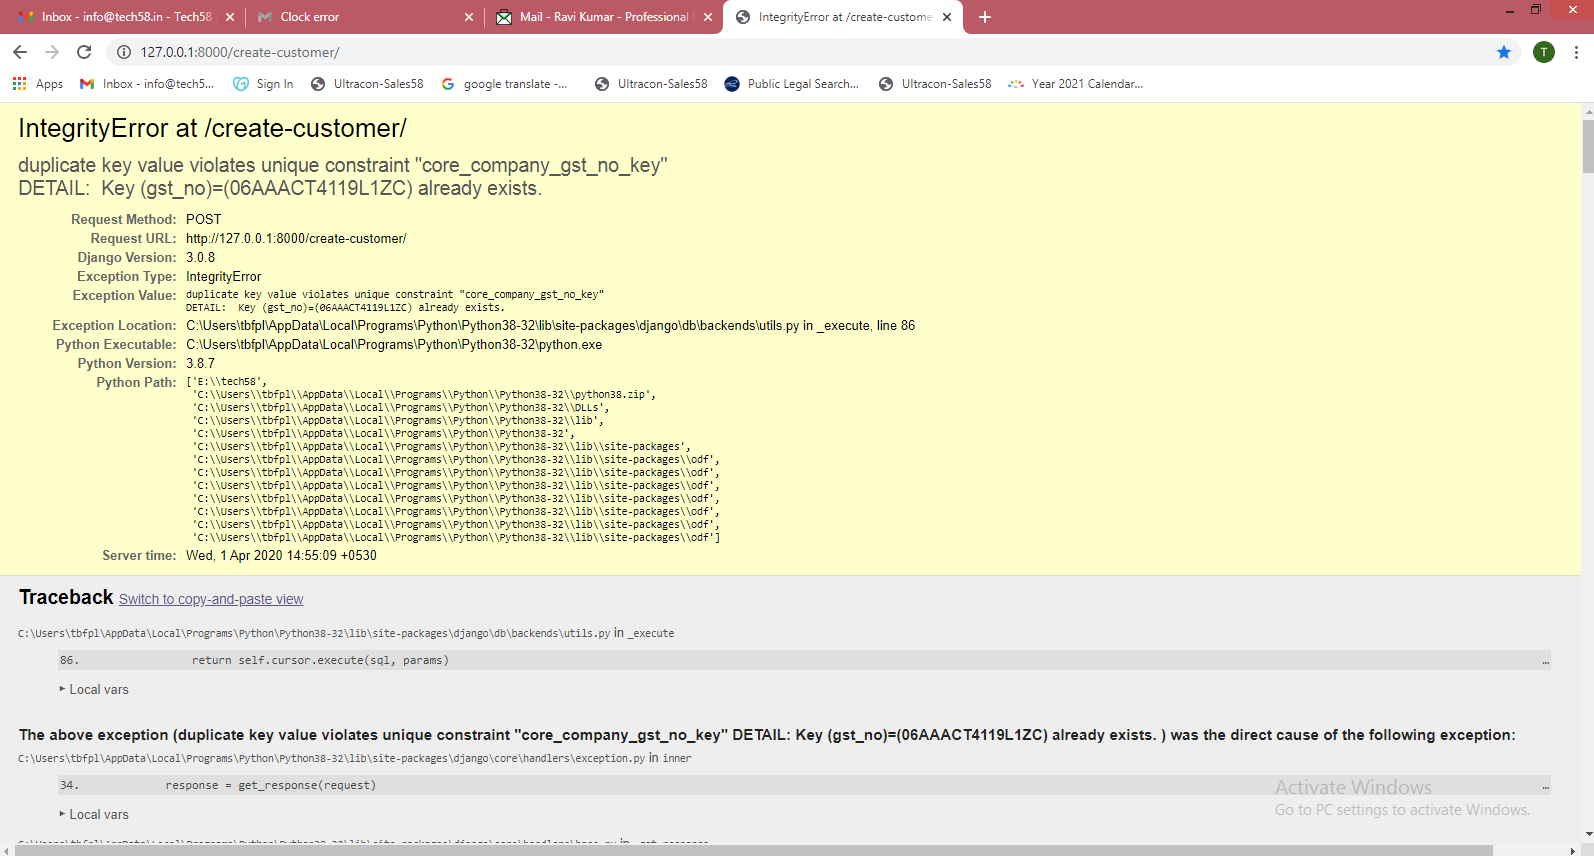 Inbox - info@tech58.in - Tech58
Clock error
Mail - Ravi Kumar - Professional
IntegrityError at /create-custome
127.0.0.1:8000/create-customer/
T
Apps
Inbox - info@tech5...
Sign In
Ultracon-Sales58
google translate -...
Ultracon-Sales58
Public Legal Search...
Ultracon-Sales58
Year 2021 Calendar...
IntegrityError at /create-customer/
duplicate key value violates unique constraint "core_company_gst_no_key"
DETAIL:  Key (gst_no)=(06AAACT4119L1ZC) already exists.
Request Method: POST
Request URL: http://127.0.0.1:8000/create-customer/
Django Version: 3.0.8
Exception Type: IntegrityError
Exception Value: duplicate key value violates unique constraint "core_company_gst_no_key"
DETAIL:  Key (gst_no)=(06AAACT4119L1ZC) already exists.
Exception Location: C:\Users\tbfpl\AppData\Local\Programs\Python\Python38-32\lib\site-packages\django\db\backends\utils.py in _execute, line 86
Python Executable: C:\Users\tbfpl\AppData\Local\Programs\Python\Python38-32\python.exe
Python Version: 3.8.7
Python Path: ['E:\\tech58',
'C:\\Users\\tbfpl\\AppData\\Local\\Programs\\Python\\Python38-32\\python38.zip',
'C:\\Users\\tbfpl\\AppData\\Local\\Programs\\Python\\Python38-32\\DLLs',
'C:\\Users\\tbfpl\\AppData\\Local\\Programs\\Python\\Python38-32\\lib',
'C:\\Users\\tbfpl\\AppData\\Local\\Programs\\Python\\Python38-32',
'C:\\Users\\tbfpl\\AppData\\Local\\Programs\\Python\\Python38-32\\lib\\site-packages',
'C:\\Users\\tbfpl\\AppData\\Local\\Programs\\Python\\Python38-32\\lib\\site-packages\\odf',
'C:\\Users\\tbfpl\\AppData\\Local\\Programs\\Python\\Python38-32\\lib\\site-packages\\odf',
'C:\\Users\\tbfpl\\AppData\\Local\\Programs\\Python\\Python38-32\\lib\\site-packages\\odf',
'C:\\Users\\tbfpl\\AppData\\Local\\Programs\\Python\\Python38-32\\lib\\site-packages\\odf',
'C:\\Users\\tbfpl\\AppData\\Local\\Programs\\Python\\Python38-32\\lib\\site-packages\\odf',
'C:\\Users\\tbfpl\\AppData\\Local\\Programs\\Python\\Python38-32\\lib\\site-packages\\odf',
'C:\\Users\\tbfpl\\AppData\\Local\\Programs\\Python\\Python38-32\\lib\\site-packages\\odf']
Server time: Wed, 1 Apr 2020 14:55:09 +0530
Traceback Switch to copy-and-paste view
C:\Users\tbfpl\AppData\Local\Programs\Python\Python38-32\lib\site-packages\django\db\backends\utils.py in _execute
86. return self.cursor.execute(sql, params) …
Local vars
The above exception (duplicate key value violates unique constraint "core_company_gst_no_key" DETAIL: Key (gst_no)=(06AAACT4119L1ZC) already exists. ) was the direct cause of the following exception:
C:\Users\tbfpl\AppData\Local\Programs\Python\Python38-32\lib\site-packages\django\core\handlers\exception.py in inner
34. response = get_response(request) …
Local vars
Activate Windows
Go to PC settings to activate Windows.